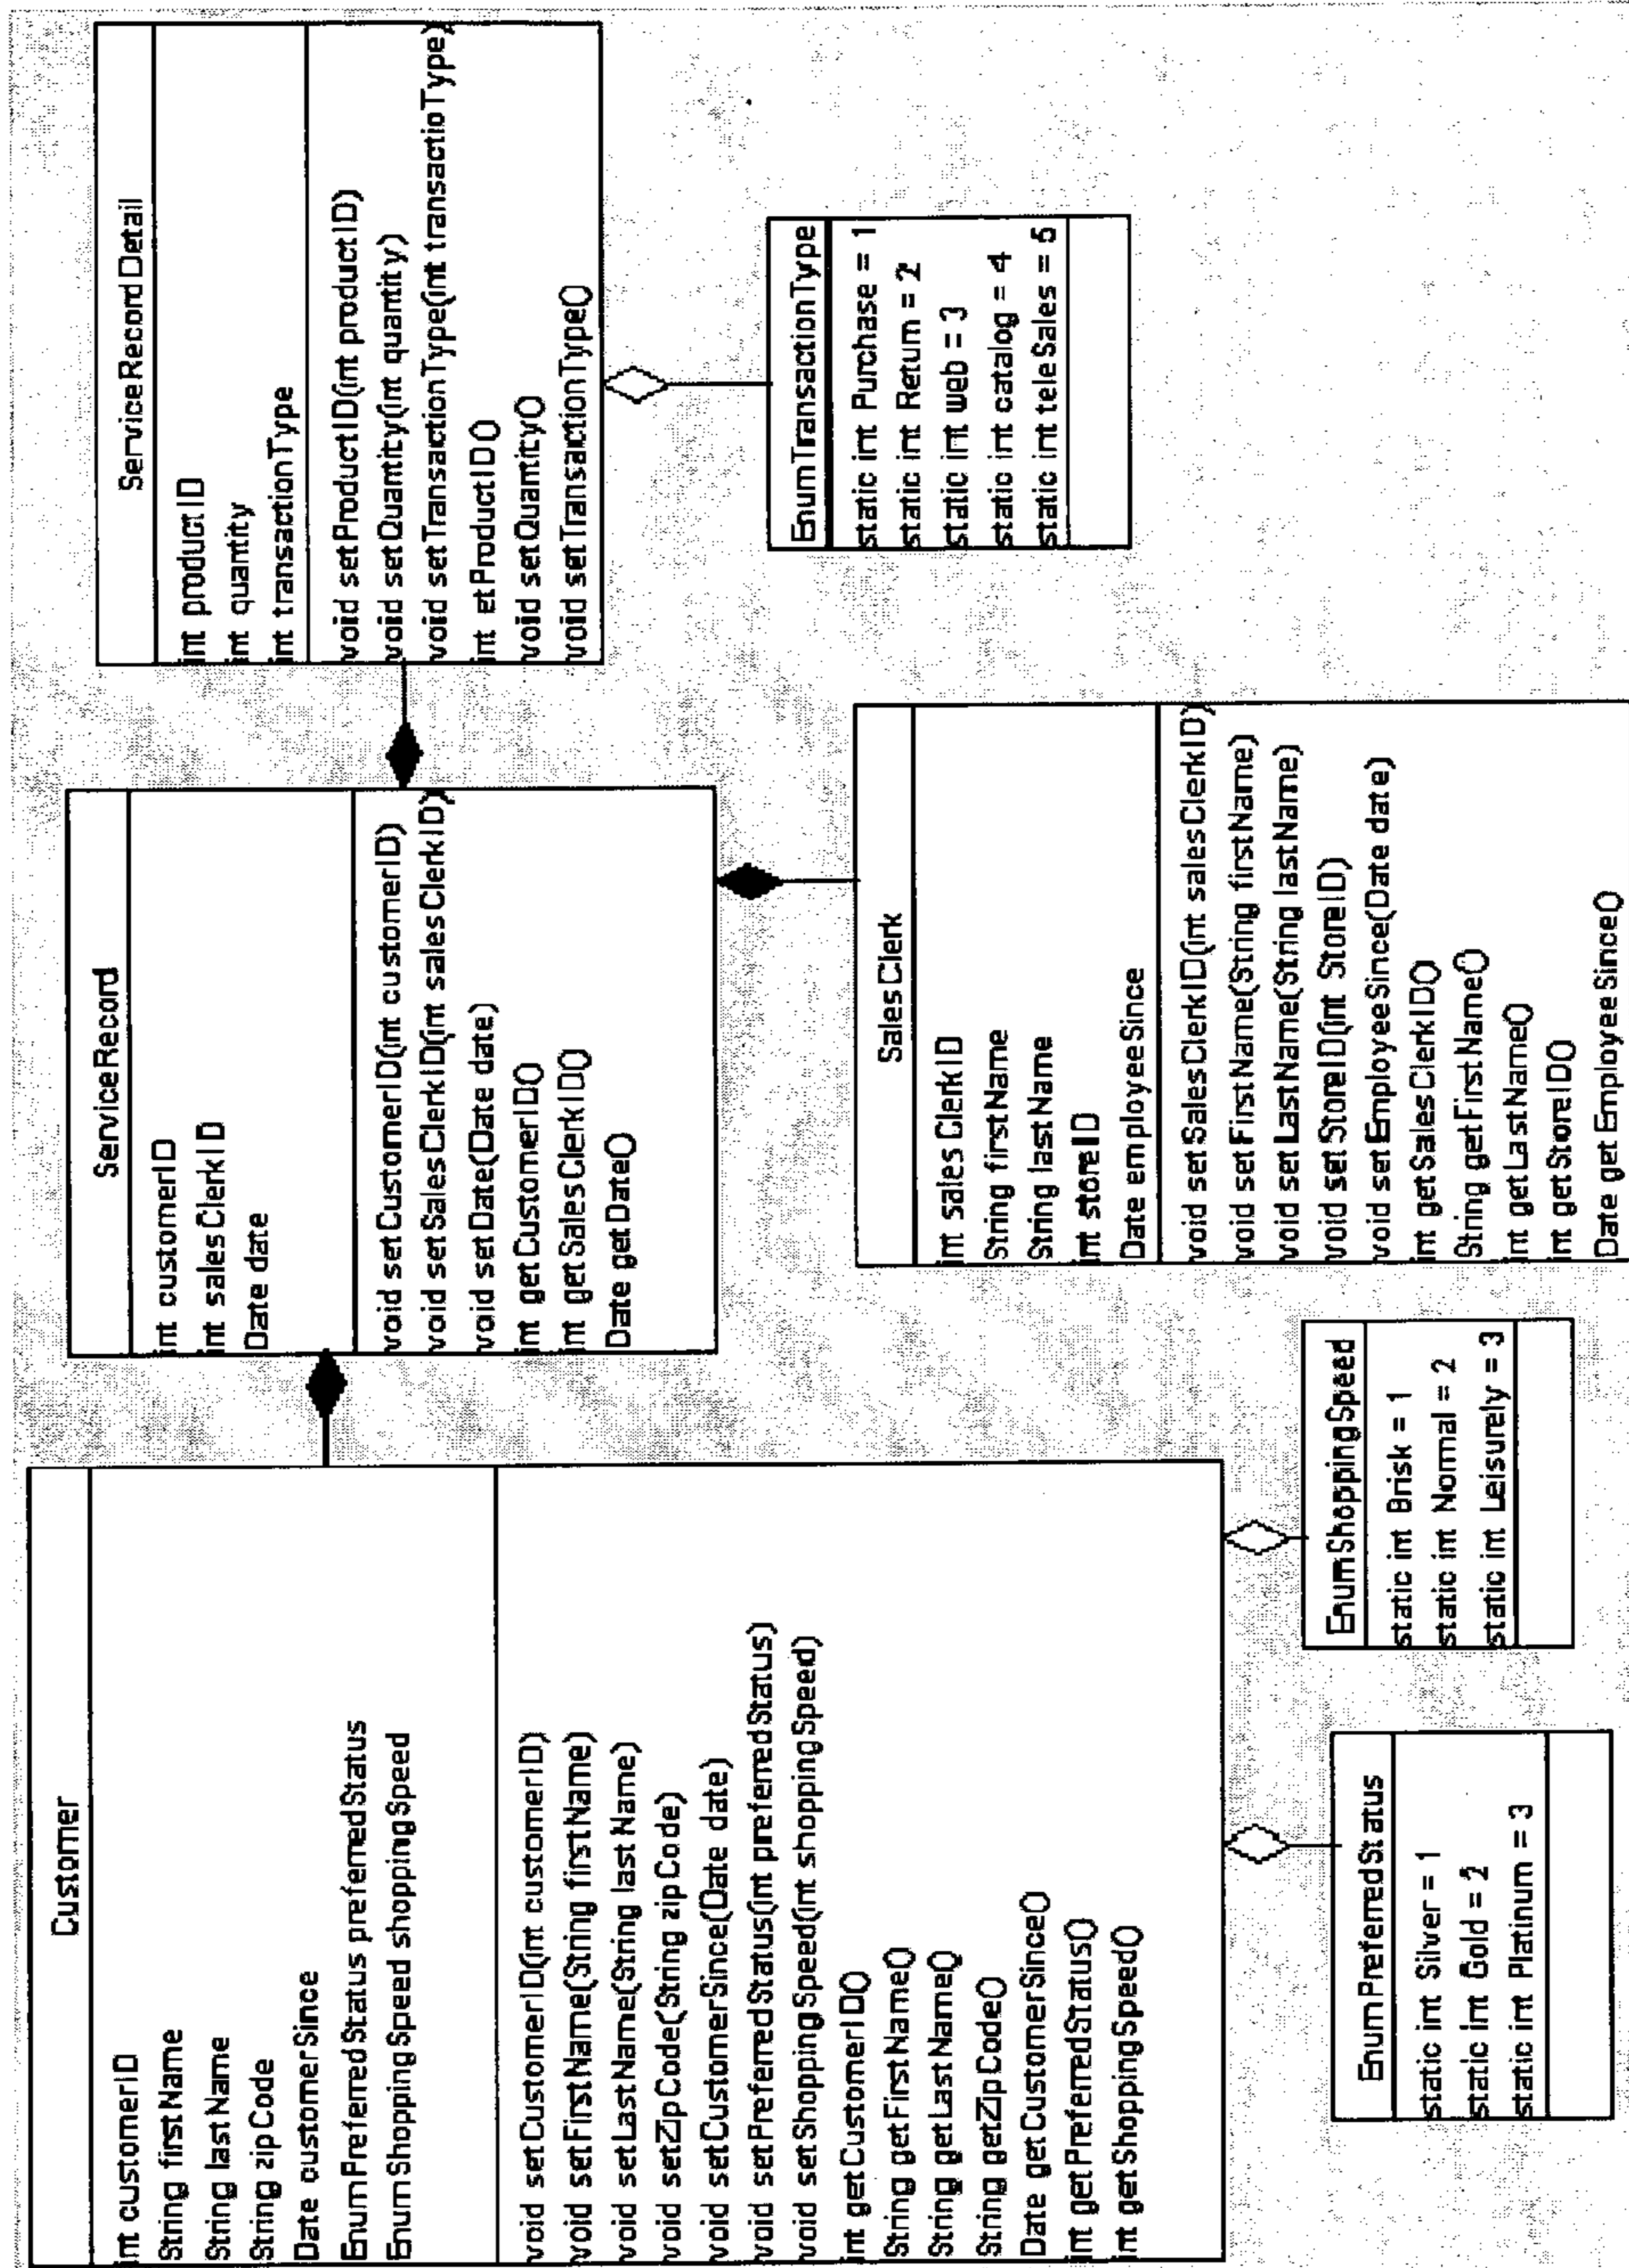 Customer
int customerID
String firstName
String lastName
String zipCode
Date customerSince
EnumPreferredStatus preferredStatus
EnumShoppingSpeed shoppingSpeed
void setCustomerID(int customerID)
void setFirstName(String firstName)
void setLastName(String lastName)
void setZipCode(String zipCode)
void setCustomerSince(Date date)
void setPreferredStatus(int preferredStatus)
void setShoppingSpeed(int shoppingSpeed)
int getCustomerID()
String getFirstName()
String getLastName()
String getZipCode()
Date getCustomerSince()
int getPreferredStatus()
int getShoppingSpeed()
EnumPreferredStatus
static int Silver = 1
static int Gold = 2
static int Platinum = 3
EnumShoppingSpeed
static int Brisk = 1
static int Normal = 2
static int Leisurely = 3
ServiceRecord
int customerID
int salesClerkID
Date date
void setCustomerID(int customerID)
void setSalesClerkID(int salesClerkID)
void setDate(Date date)
int getCustomerID()
int getSalesClerkID()
Date getDate()
SalesClerk
int salesClerkID
String firstName
String lastName
int storeID
Date employeeSince
void setSalesClerkID(int salesClerkID)
void setFirstName(String firstName)
void setLastName(String lastName)
void setStoreID(int StoreID)
void setEmployeeSince(Date date)
int getSalesClerkID()
String getFirstName()
int getLastName()
int getStoreID()
Date getEmployeeSince()
ServiceRecordDetail
int productID
int quantity
int transactionType
void setProductID(int productID)
void setQuantity(int quantity)
void setTransactionType(int transactioType)
int etProductID()
void setQuantity()
void setTransactionType()
EnumTransactionType
static int Purchase = 1
static int Return = 2
static int web = 3
static int catalog = 4
static int teleSales = 5